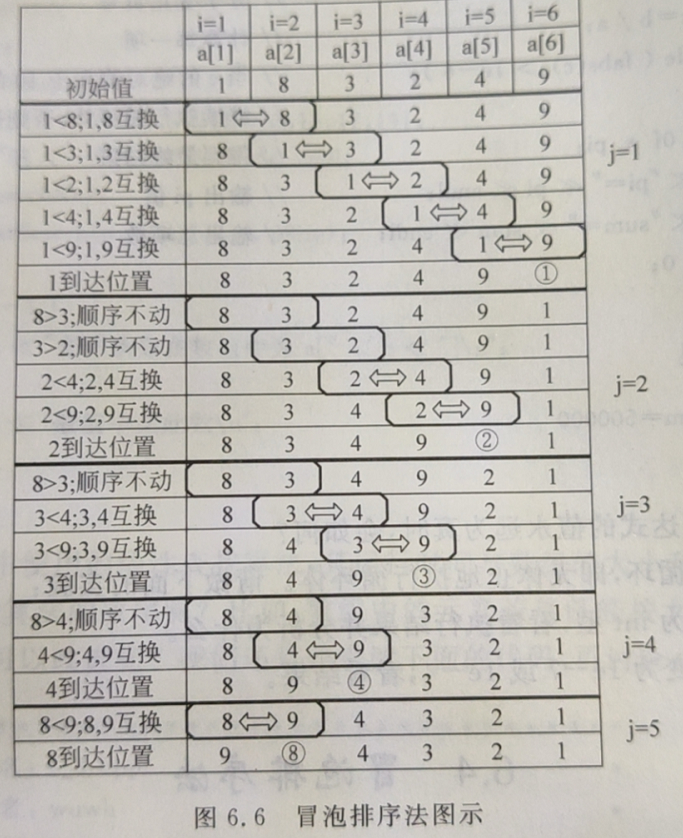 i=1 i=2 i=3 i=4 i=5 i=6
a[1] a[2] a[3] a[4] a[5] a[6]
初始值 1 8 3 2 4 9
1<8;1,8互换 1⇔8 3 2 4 9
1<3;1,3互换 8 1⇔3 2 4 9 j=1
1<2;1,2互换 8 3 1⇔2 4 9
1<4;1,4互换 8 3 2 1⇔4 9
1<9;1,9互换 8 3 2 4 1⇔9
1到达位置 8 3 2 4 9 ①
8>3;顺序不动 8 3 2 4 9 1
3>2;顺序不动 8 3 2 4 9 1
2<4;2,4互换 8 3 2⇔4 9 1 j=2
2<9;2,9互换 8 3 4 2⇔9 1
2到达位置 8 3 4 9 ② 1
8>3;顺序不动 8 3 4 9 2 1
3<4;3,4互换 8 3⇔4 9 2 1 j=3
3<9;3,9互换 8 4 3⇔9 2 1
3到达位置 8 4 9 ③ 2 1
8>4;顺序不动 8 4 9 3 2 1
4<9;4,9互换 8 4⇔9 3 2 1 j=4
4到达位置 8 9 ④ 3 2 1
8<9;8,9互换 8⇔9 4 3 2 1 j=5
8到达位置 9 ⑧ 4 3 2 1
图 6.6 冒泡排序法图示